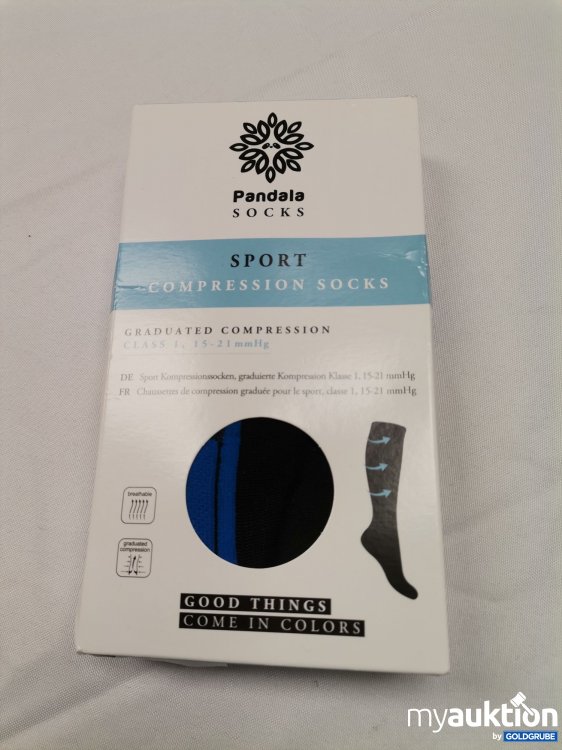 Pandala
SOCKS
SPORT
COMPRESSION SOCKS
GRADUATED COMPRESSION
CLASS 1, 15-21 mmHg
DE Sport Kompressionssocken, graduierte Kompression Klasse 1, 15-21 mmHg
FR Chaussettes de compression graduée pour le sport, classe 1, 15-21 mmHg
breathable
graduated
compression
GOOD THINGS
COME IN COLORS
myauktion
by GOLDGRUBE